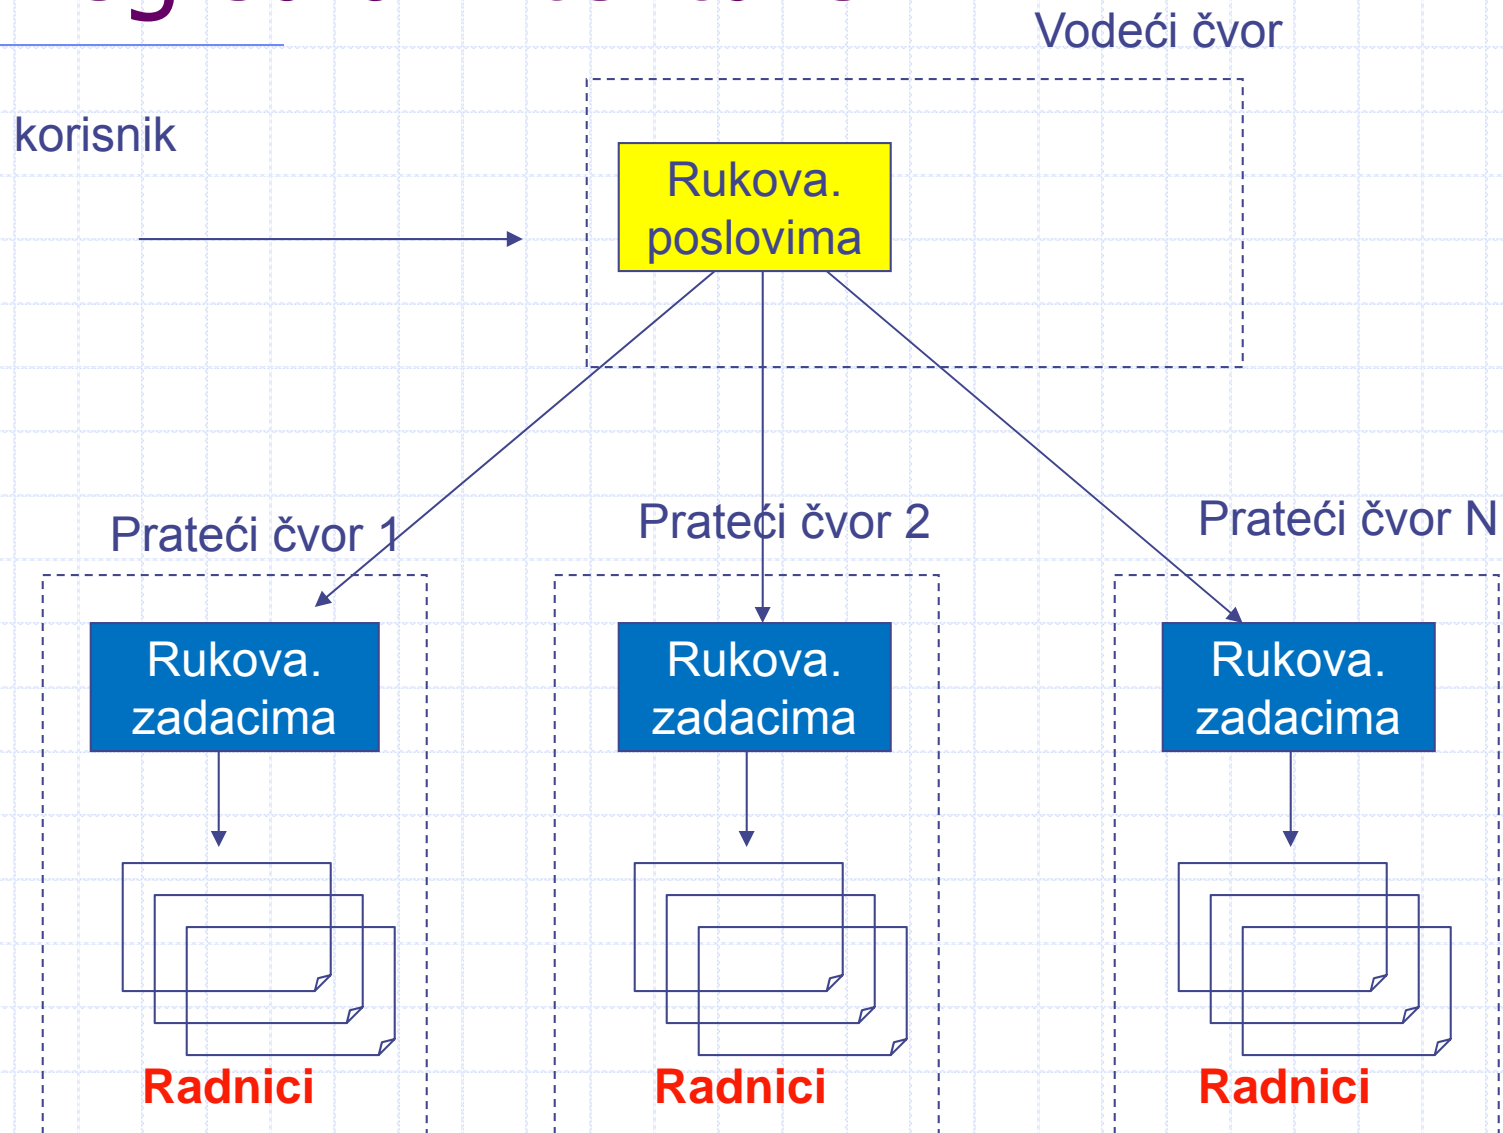 Vodeći čvor
korisnik
Rukova.
poslovima
Prateći čvor 1
Prateći čvor 2
Prateći čvor N
Rukova.
zadacima
Rukova.
zadacima
Rukova.
zadacima
Radnici
Radnici
Radnici